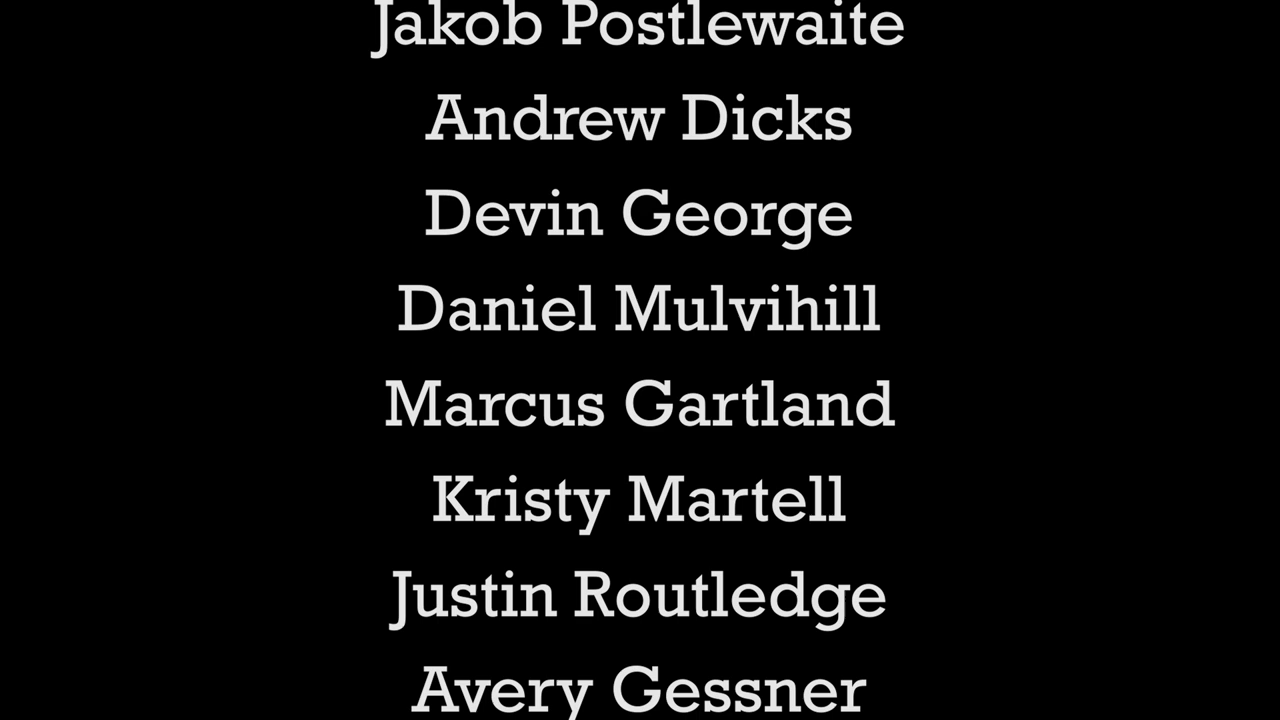 Jakob Postlewaite
Andrew Dicks
Devin George
Daniel Mulvihill
Marcus Gartland
Kristy Martell
Justin Routledge
Avery Gessner